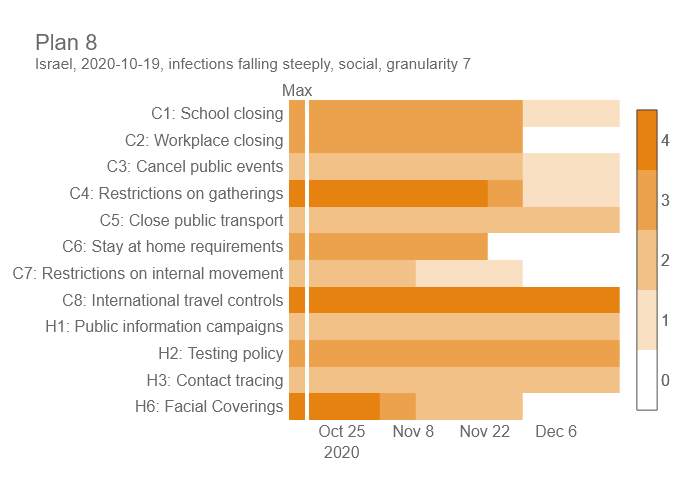 Plan 8
Israel, 2020-10-19, infections falling steeply, social, granularity 7
Max
C1: School closing
C2: Workplace closing
C3: Cancel public events
C4: Restrictions on gatherings
C5: Close public transport
C6: Stay at home requirements
C7: Restrictions on internal movement
C8: International travel controls
H1: Public information campaigns
H2: Testing policy
H3: Contact tracing
H6: Facial Coverings
Oct 25 Nov 8 Nov 22 Dec 6
2020
4
3
2
1
0